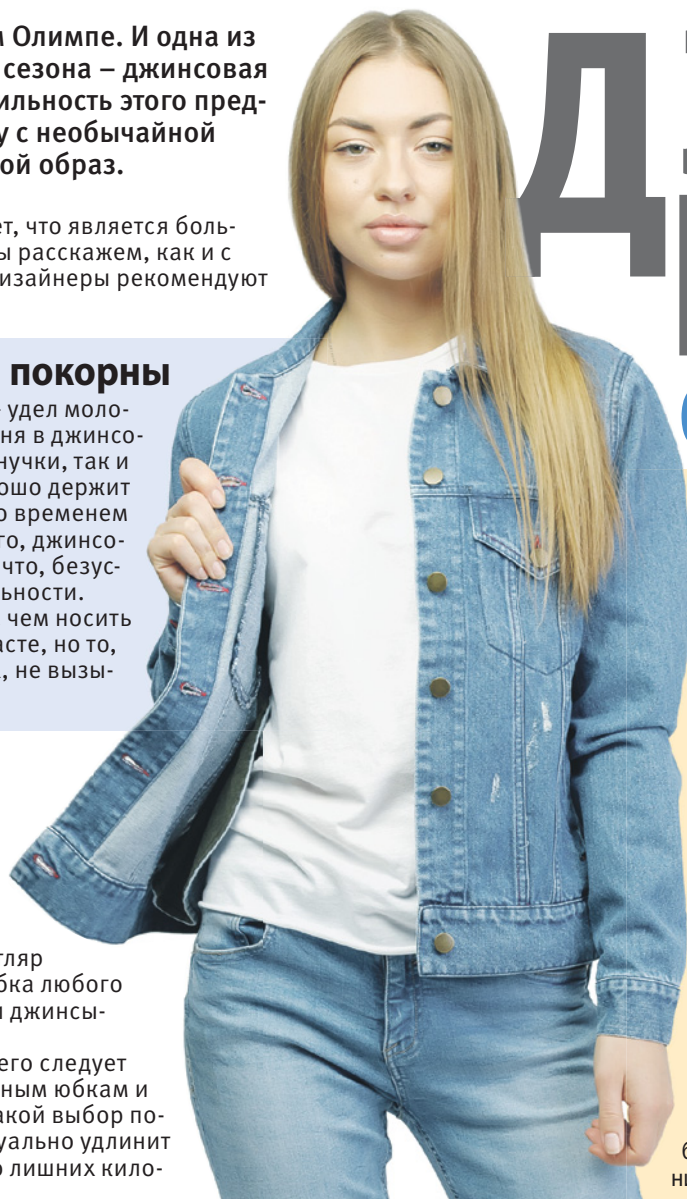 м Олимпе. И одна из
сезона – джинсовая
ильность этого пред-
у с необычайной
ой образ.
ет, что является боль-
ы расскажем, как и с
изайнеры рекомендуют
покорны
удел моло-
ня в джинсо-
нучки, так и
ошо держит
о временем
го, джинсо-
что, безус-
ьности.
чем носить
асте, но то,
, не вызы-
гляр
бка любого
и джинсы-
его следует
ным юбкам и
акой выбор по-
уально удлинит
о лишних кило-
Д
б
ни